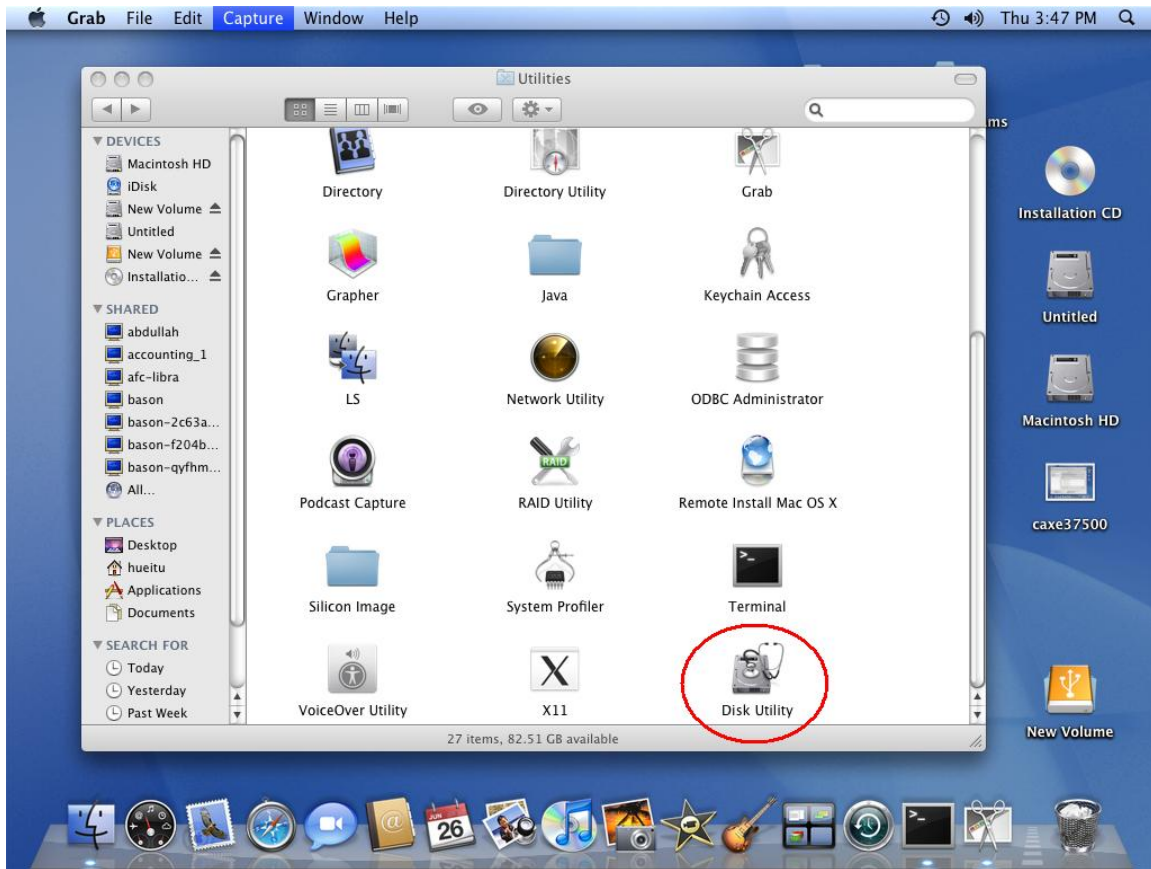 Grab File Edit Capture Window Help Thu 3:47 PM
Utilities
DEVICES
Macintosh HD
iDisk
New Volume
Untitled
New Volume
Installatio...
SHARED
abdullah
accounting_1
afc-libra
bason
bason-2c63a...
bason-f204b...
bason-qyfhm...
All...
PLACES
Desktop
hueitu
Applications
Documents
SEARCH FOR
Today
Yesterday
Past Week
Directory Directory Utility Grab
Grapher Java Keychain Access
LS Network Utility ODBC Administrator
RAID
Podcast Capture RAID Utility Remote Install Mac OS X
Silicon Image System Profiler Terminal
X
VoiceOver Utility X11 Disk Utility
27 items, 82.51 GB available
ms
Installation CD
Untitled
Macintosh HD
caxe37500
New Volume
JUN
26